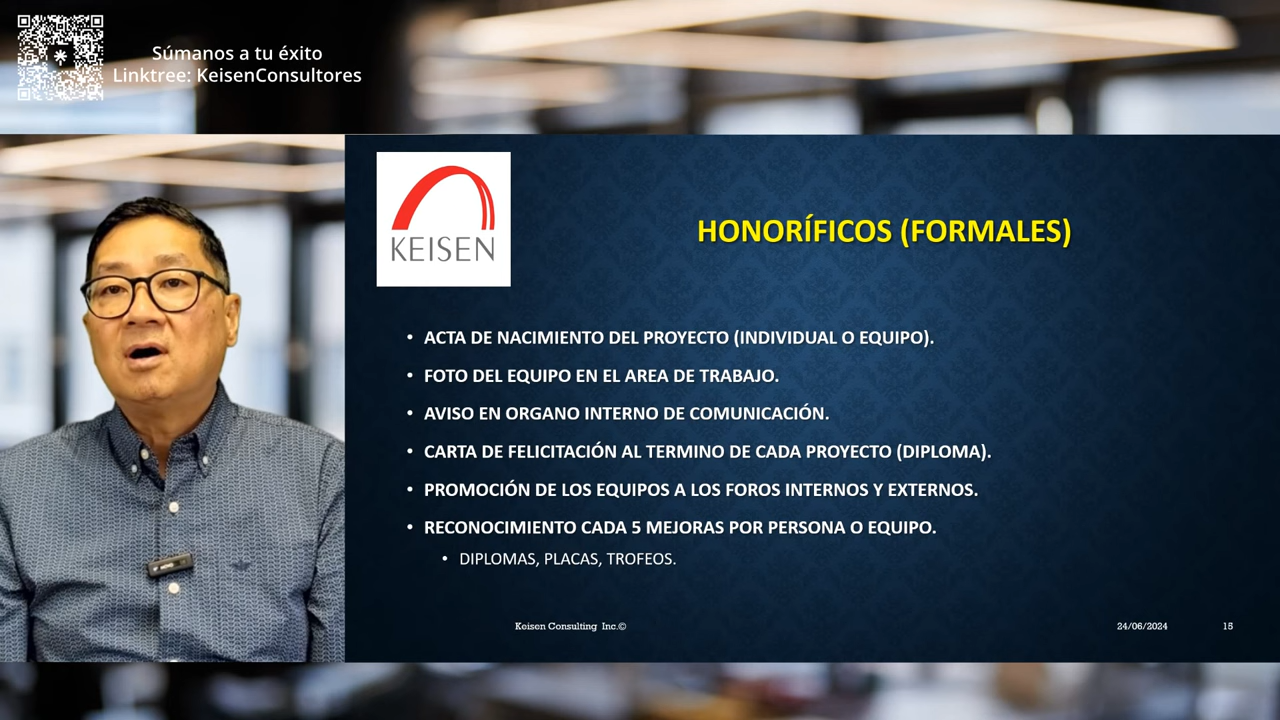 Súmanos a tu éxito
Linktree: KeisenConsultores
KEISEN
HONORÍFICOS (FORMALES)
• ACTA DE NACIMIENTO DEL PROYECTO (INDIVIDUAL O EQUIPO).
• FOTO DEL EQUIPO EN EL AREA DE TRABAJO.
• AVISO EN ORGANO INTERNO DE COMUNICACIÓN.
• CARTA DE FELICITACIÓN AL TERMINO DE CADA PROYECTO (DIPLOMA).
• PROMOCIÓN DE LOS EQUIPOS A LOS FOROS INTERNOS Y EXTERNOS.
• RECONOCIMIENTO CADA 5 MEJORAS POR PERSONA O EQUIPO.
• DIPLOMAS, PLACAS, TROFEOS.
Keisen Consulting Inc.©
24/06/2024
15